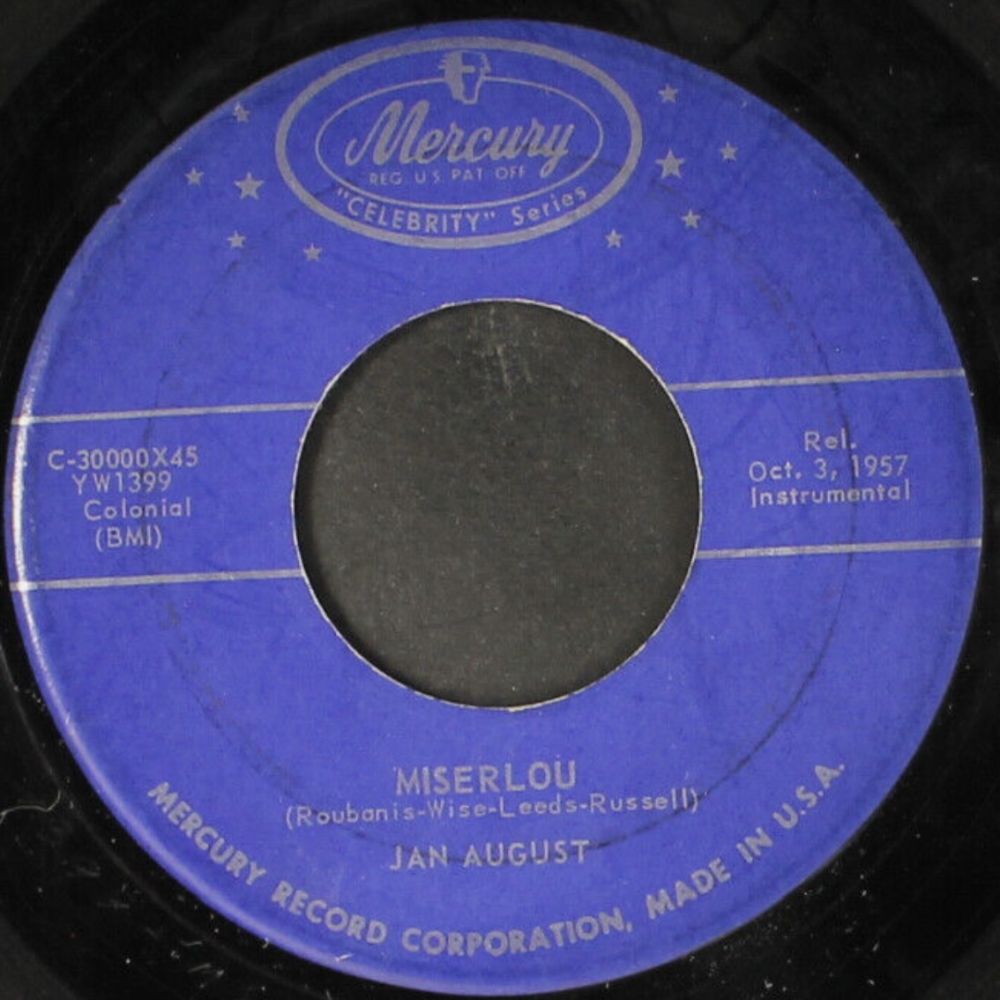 Mercury
REG U S PAT OFF
"CELEBRITY" Series
C-30000X45
YW1399
Colonial
(BMI)
Rel.
Oct. 3, 1957
Instrumental
MISERLOU
(Roubanis-Wise-Leeds-Russell)
JAN AUGUST
MERCURY RECORD CORPORATION, MADE IN U.S.A.